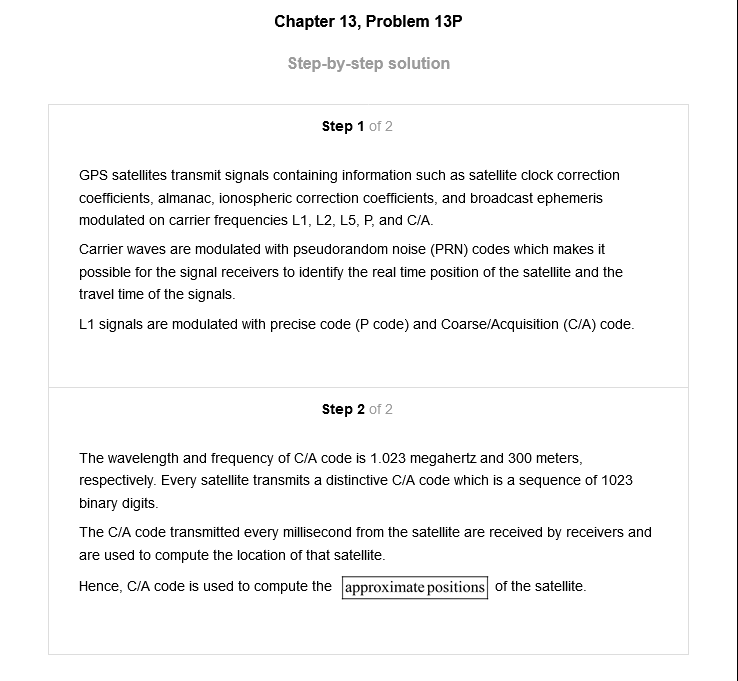 Chapter 13, Problem 13P
Step-by-step solution
Step 1 of 2
GPS satellites transmit signals containing information such as satellite clock correction
coefficients, almanac, ionospheric correction coefficients, and broadcast ephemeris
modulated on carrier frequencies L1, L2, L5, P, and C/A.
Carrier waves are modulated with pseudorandom noise (PRN) codes which makes it
possible for the signal receivers to identify the real time position of the satellite and the
travel time of the signals.
L1 signals are modulated with precise code (P code) and Coarse/Acquisition (C/A) code.
Step 2 of 2
The wavelength and frequency of C/A code is 1.023 megahertz and 300 meters,
respectively. Every satellite transmits a distinctive C/A code which is a sequence of 1023
binary digits.
The C/A code transmitted every millisecond from the satellite are received by receivers and
are used to compute the location of that satellite.
Hence, C/A code is used to compute the approximate positions of the satellite.